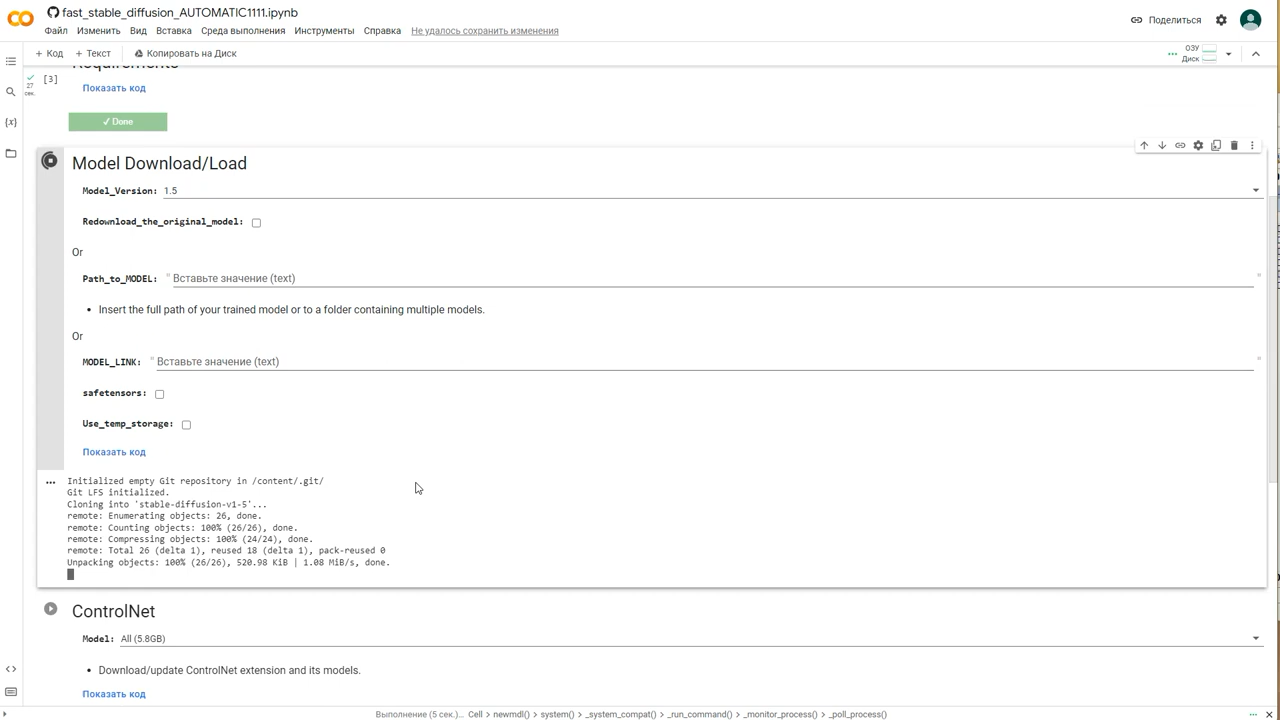 fast_stable_diffusion_AUTOMATIC1111.ipynb
Файл Изменить Вид Вставка Среда выполнения Инструменты Справка Не удалось сохранить изменения
Поделиться
+ Код + Текст Копировать на Диск
ОЗУ
Диск
Requirements
[3]
27
сек.
Показать код
✓ Done
Model Download/Load
Model_Version: 1.5
Redownload_the_original_model:
Or
Path_to_MODEL: " Вставьте значение (text) "
• Insert the full path of your trained model or to a folder containing multiple models.
Or
MODEL_LINK: " Вставьте значение (text) "
safetensors:
Use_temp_storage:
Показать код
Initialized empty Git repository in /content/.git/
Git LFS initialized.
Cloning into 'stable-diffusion-v1-5'...
remote: Enumerating objects: 26, done.
remote: Counting objects: 100% (26/26), done.
remote: Compressing objects: 100% (24/24), done.
remote: Total 26 (delta 1), reused 18 (delta 1), pack-reused 0
Unpacking objects: 100% (26/26), 520.98 KiB | 1.08 MiB/s, done.
ControlNet
Model: All (5.8GB)
• Download/update ControlNet extension and its models.
Показать код
Выполнение (5 сек.)... Cell > newmdl() > system() > _system_compat() > _run_command() > _monitor_process() > _poll_process()